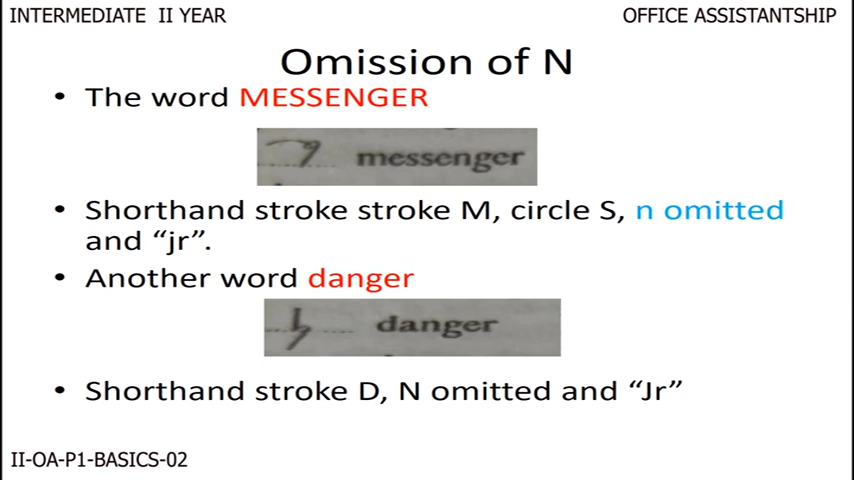 INTERMEDIATE II YEAR
OFFICE ASSISTANTSHIP
Omission of N
• The word MESSENGER
messenger
• Shorthand stroke stroke M, circle S, n omitted
and “jr”.
• Another word danger
danger
• Shorthand stroke D, N omitted and “Jr”
II-OA-P1-BASICS-02